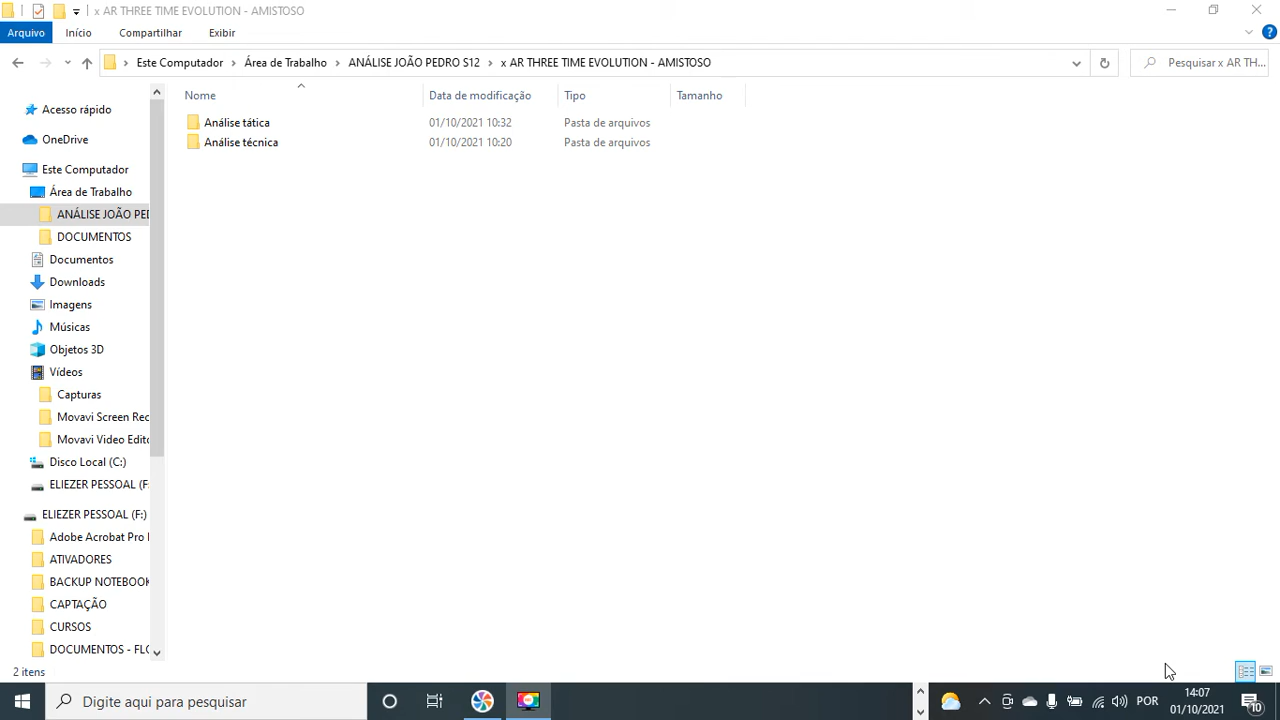 x AR THREE TIME EVOLUTION - AMISTOSO
Arquivo Início Compartilhar Exibir
Este Computador Área de Trabalho ANÁLISE JOÃO PEDRO S12 x AR THREE TIME EVOLUTION - AMISTOSO
Pesquisar x AR TH...
Nome Data de modificação Tipo Tamanho
Análise tática 01/10/2021 10:32 Pasta de arquivos
Análise técnica 01/10/2021 10:20 Pasta de arquivos
Acesso rápido
OneDrive
Este Computador
Área de Trabalho
ANÁLISE JOÃO PED
DOCUMENTOS
Documentos
Downloads
Imagens
Músicas
Objetos 3D
Vídeos
Capturas
Movavi Screen Rec
Movavi Video Edito
Disco Local (C:)
ELIEZER PESSOAL (F:
ELIEZER PESSOAL (F:)
Adobe Acrobat Pro
ATIVADORES
BACKUP NOTEBOOK
CAPTAÇÃO
CURSOS
DOCUMENTOS - FLO
2 itens
Digite aqui para pesquisar
POR
14:07
01/10/2021
10